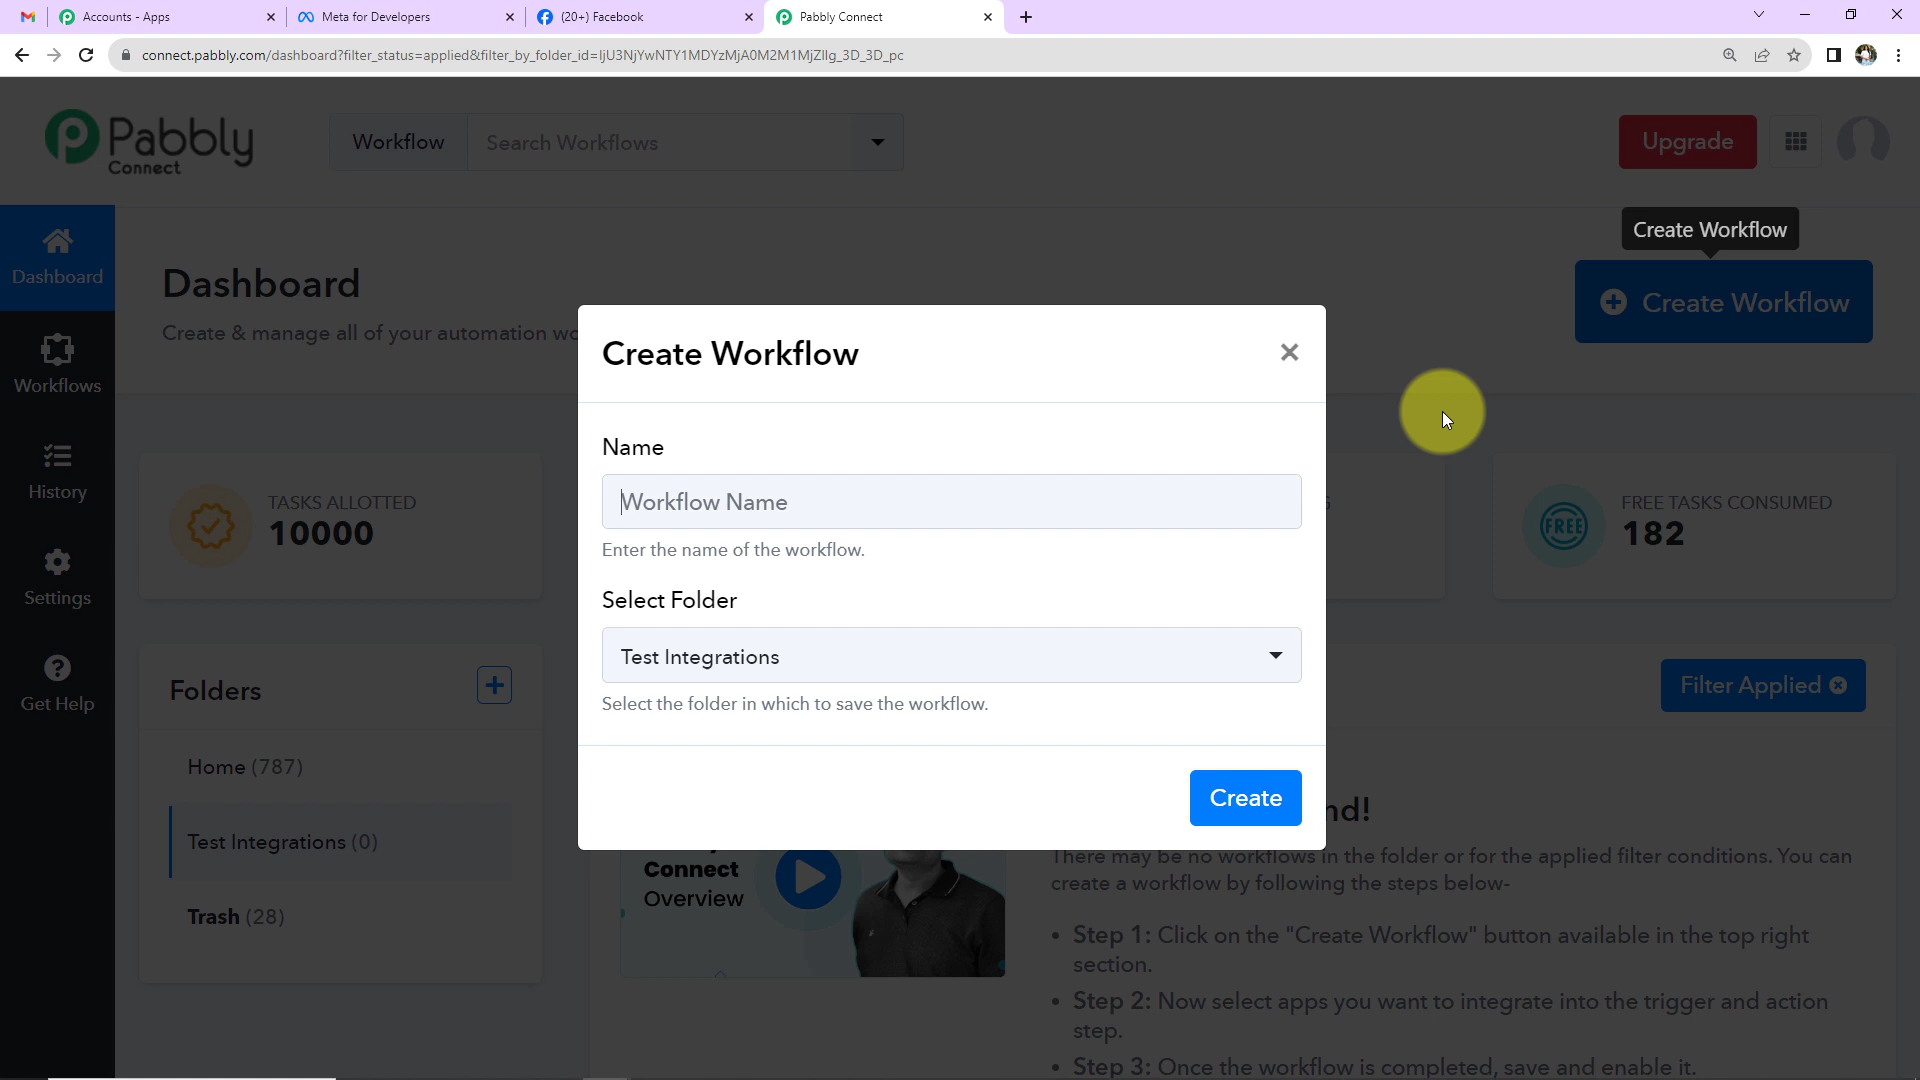 Accounts - Apps
Meta for Developers
(20+) Facebook
Pabbly Connect
connect.pabbly.com/dashboard?filter_status=applied&filter_by_folder_id=IjU3NjYwNTY1MDYzMjA0M2M1MjZlIg_3D_3D_pc
Pabbly
Connect
Workflow
Search Workflows
Upgrade
Create Workflow
Dashboard
Create & manage all of your automation wo
Create Workflow
Dashboard
Workflows
History
Settings
Get Help
Create Workflow
Name
Workflow Name
Enter the name of the workflow.
Select Folder
Test Integrations
Select the folder in which to save the workflow.
Create
TASKS ALLOTTED
10000
FREE
FREE TASKS CONSUMED
182
Folders
Home (787)
Test Integrations (0)
Trash (28)
Filter Applied
nd!
There may be no workflows in the folder or for the applied filter conditions. You can
create a workflow by following the steps below-
Connect
Overview
• Step 1: Click on the "Create Workflow" button available in the top right
section.
• Step 2: Now select apps you want to integrate into the trigger and action
step.
• Step 3: Once the workflow is completed, save and enable it.